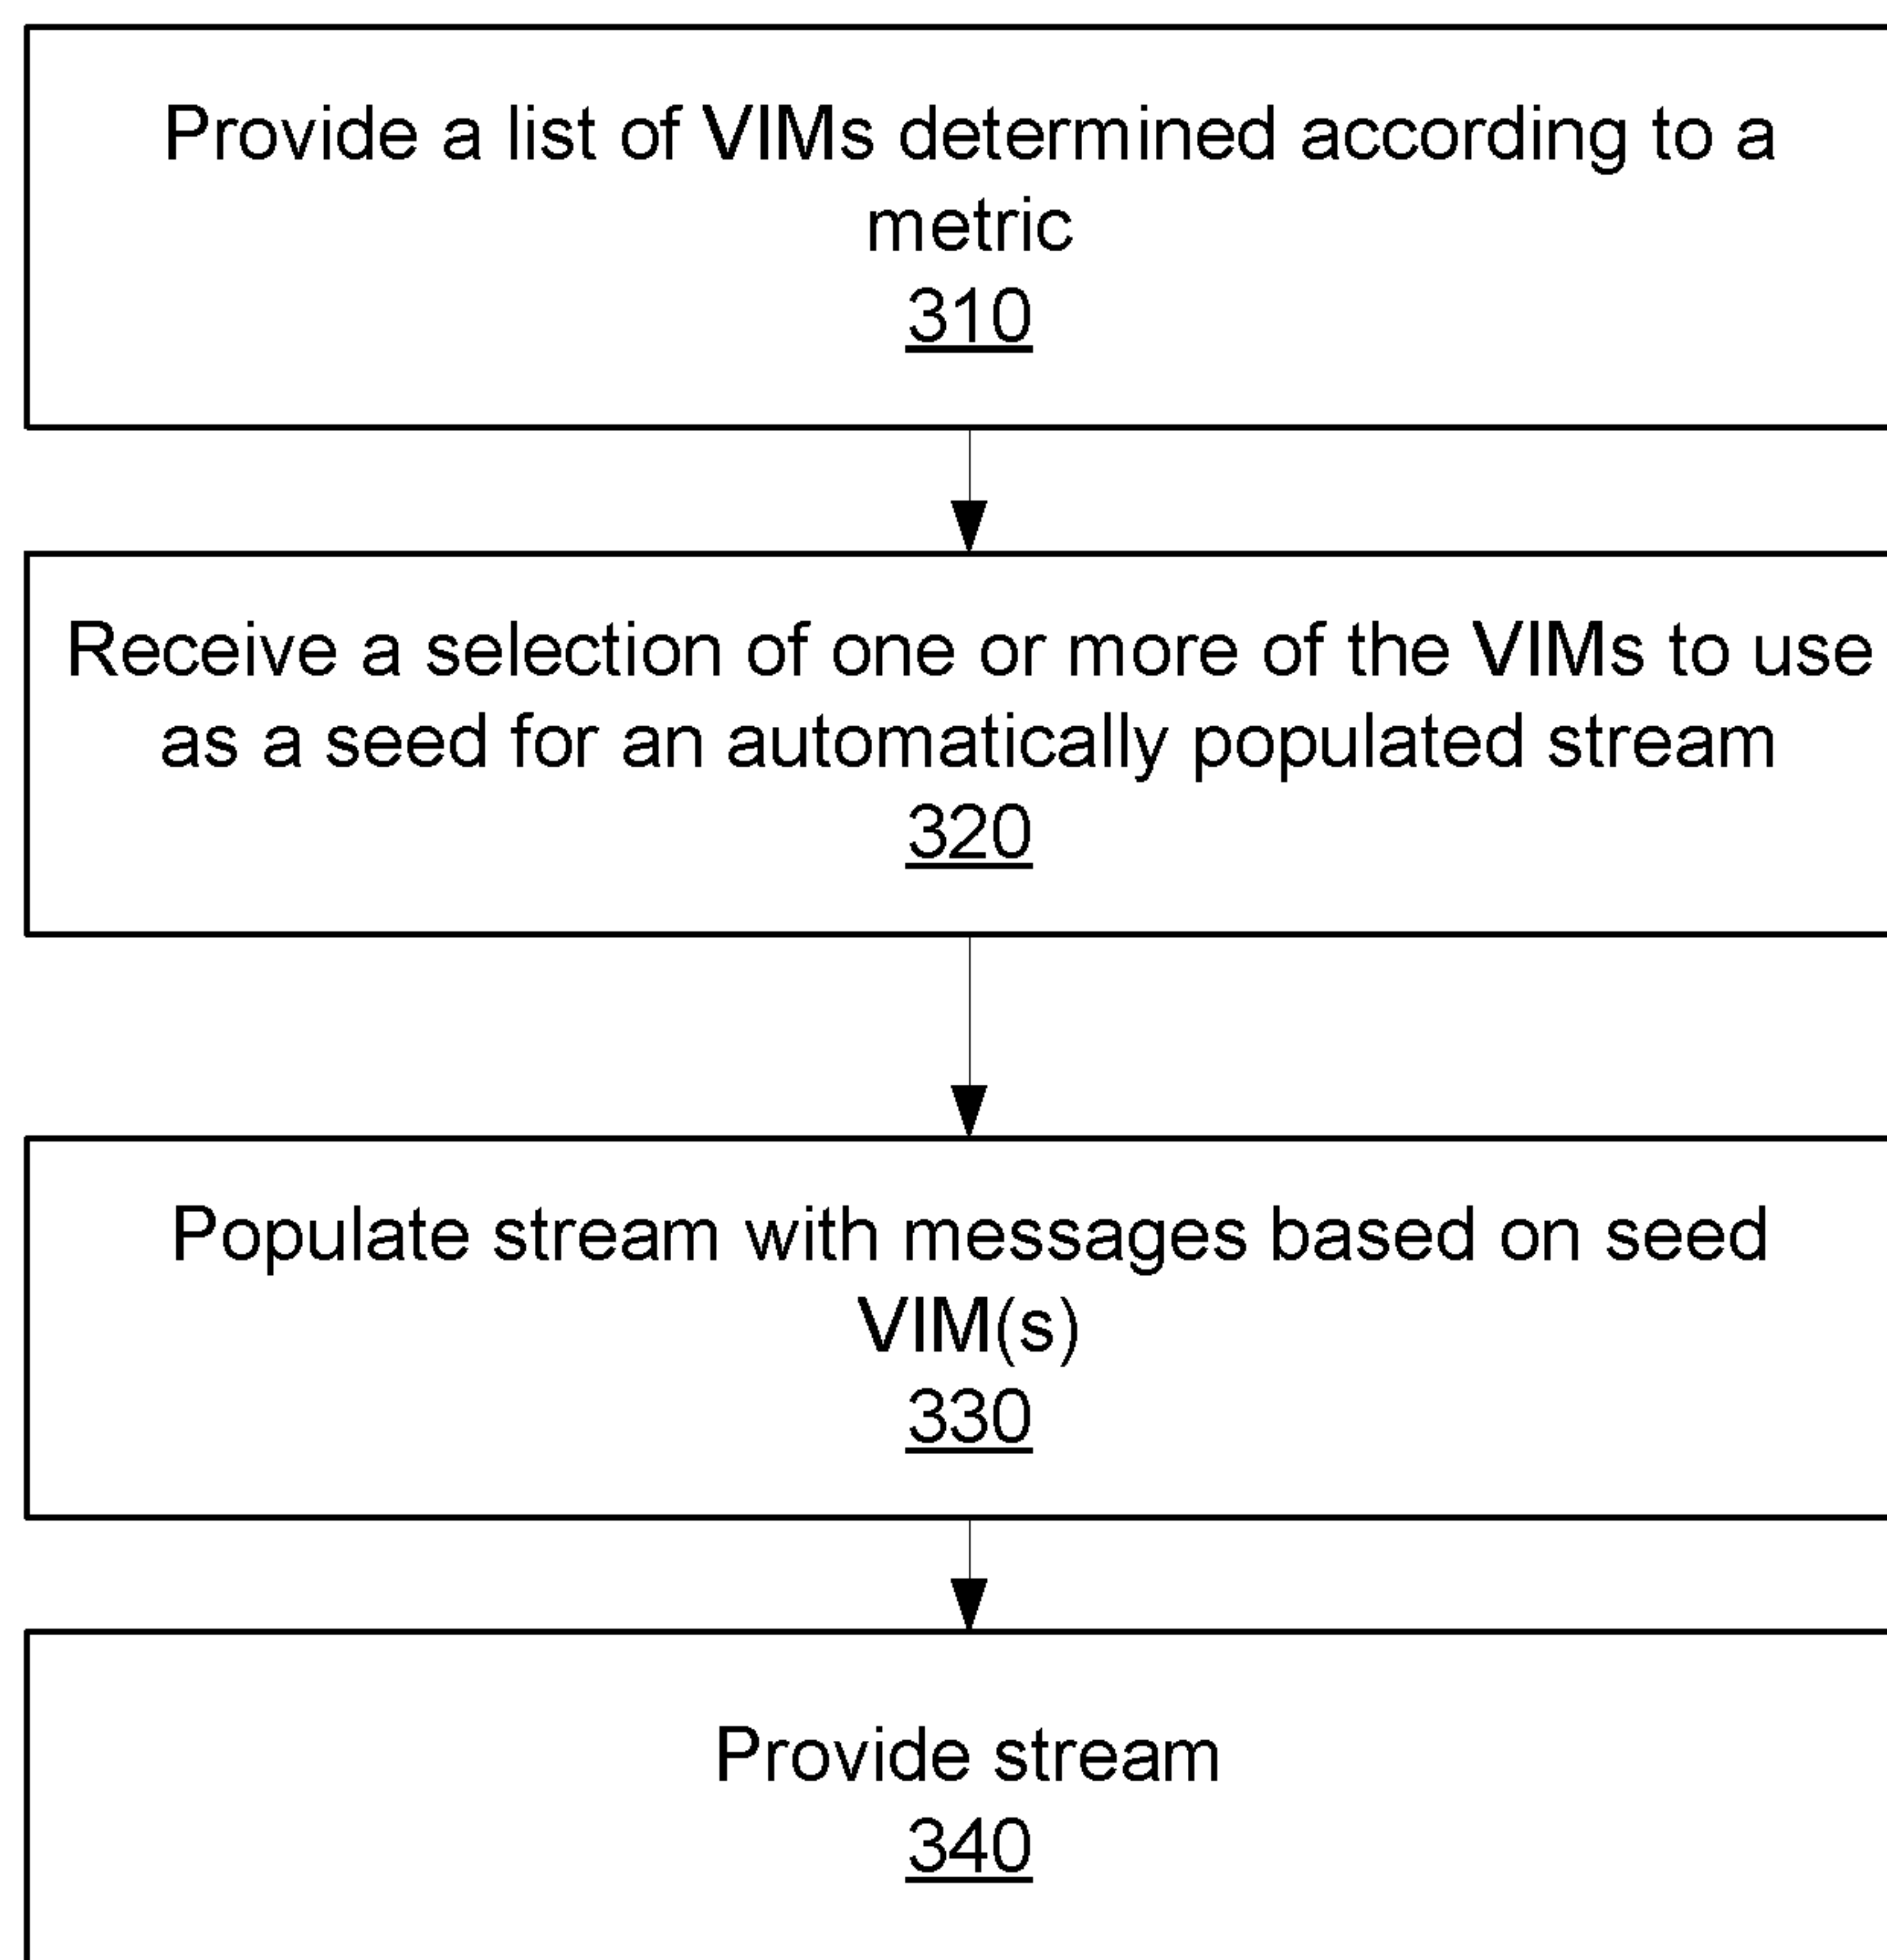 Provide a list of VIMs determined according to a
metric
310
Receive a selection of one or more of the VIMs to use
as a seed for an automatically populated stream
320
Populate stream with messages based on seed
VIM(s)
330
Provide stream
340